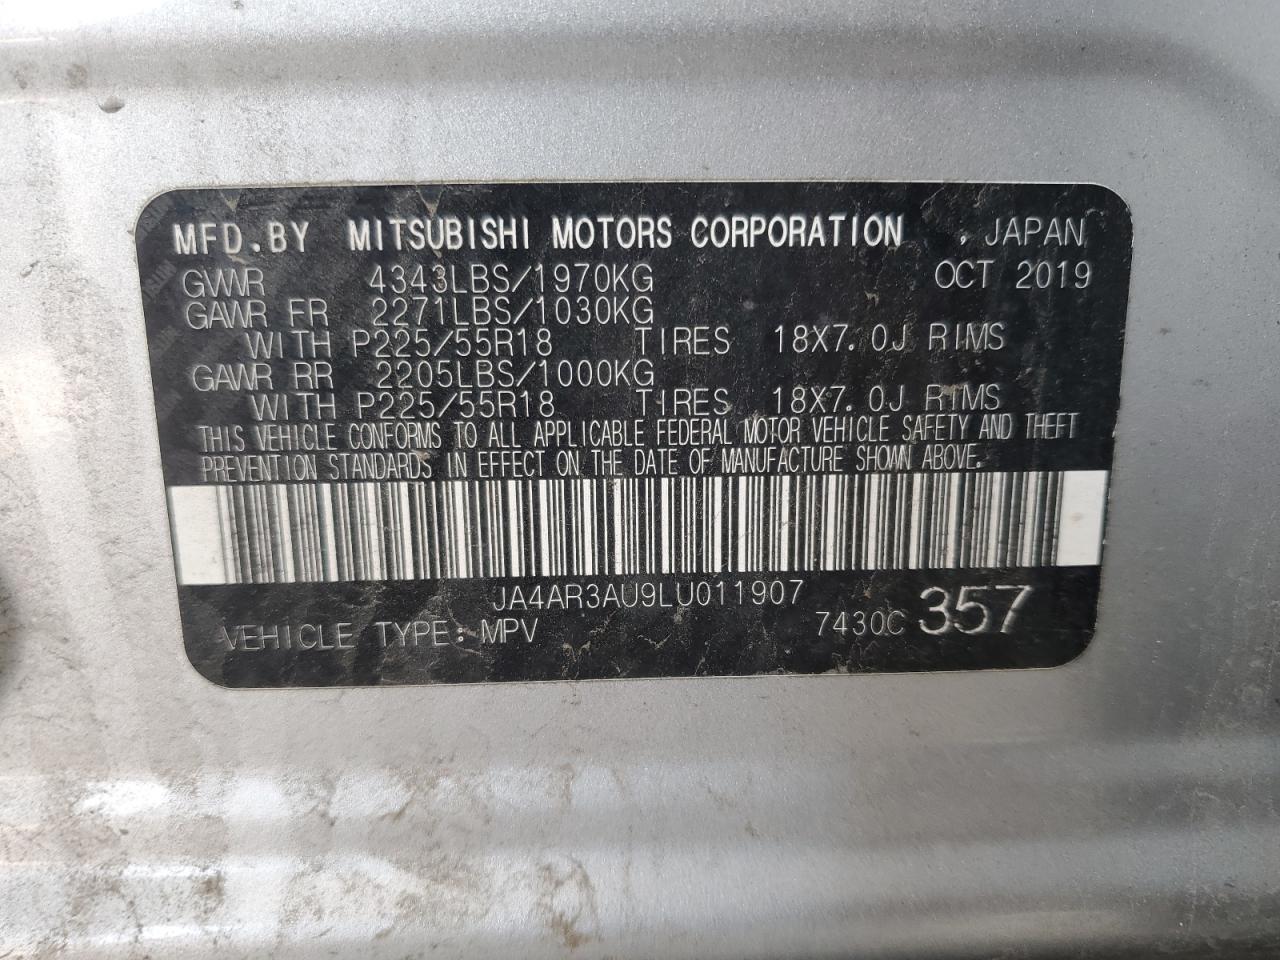 MFD.BY MITSUBISHI MOTORS CORPORATION , JAPAN
GVWR 4343LBS/1970KG OCT 2019
GAWR FR 2271LBS/1030KG
WITH P225/55R18 TIRES 18X7.0J RIMS
GAWR RR 2205LBS/1000KG
WITH P225/55R18 TIRES 18X7.0J RIMS
THIS VEHICLE CONFORMS TO ALL APPLICABLE FEDERAL MOTOR VEHICLE SAFETY AND THEFT
PREVENTION STANDARDS IN EFFECT ON THE DATE OF MANUFACTURE SHOWN ABOVE.
JA4AR3AU9LU011907
VEHICLE TYPE: MPV 7430C 357